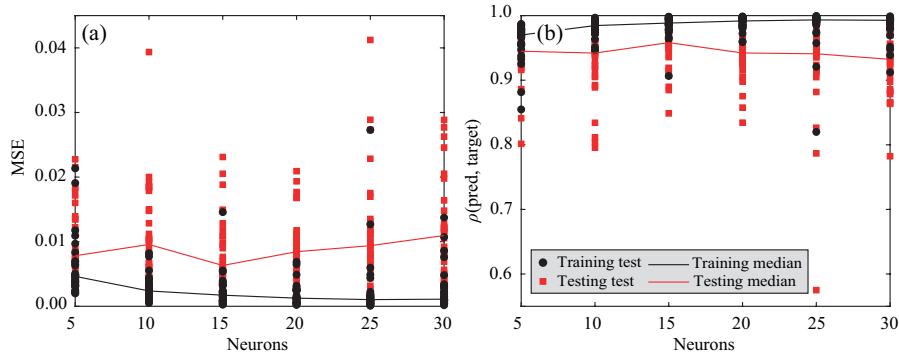 (a)
0.04
0.03
0.02
0.01
0.00
MSE
5 10 15 20 25 30
Neurons
(b)
1.0
0.9
0.8
0.7
0.6
ρ(pred, target)
Training test Training median
Testing test Testing median
5 10 15 20 25 30
Neurons